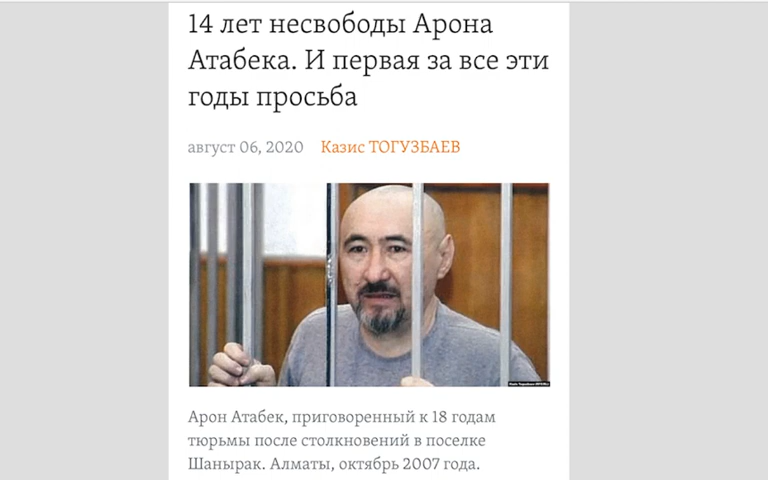 14 лет несвободы Арона
Атабека. И первая за все эти
годы просьба
август 06, 2020 Казис ТОГУЗБАЕВ
Арон Атабек, приговоренный к 18 годам
тюрьмы после столкновений в поселке
Шанырак. Алматы, октябрь 2007 года.